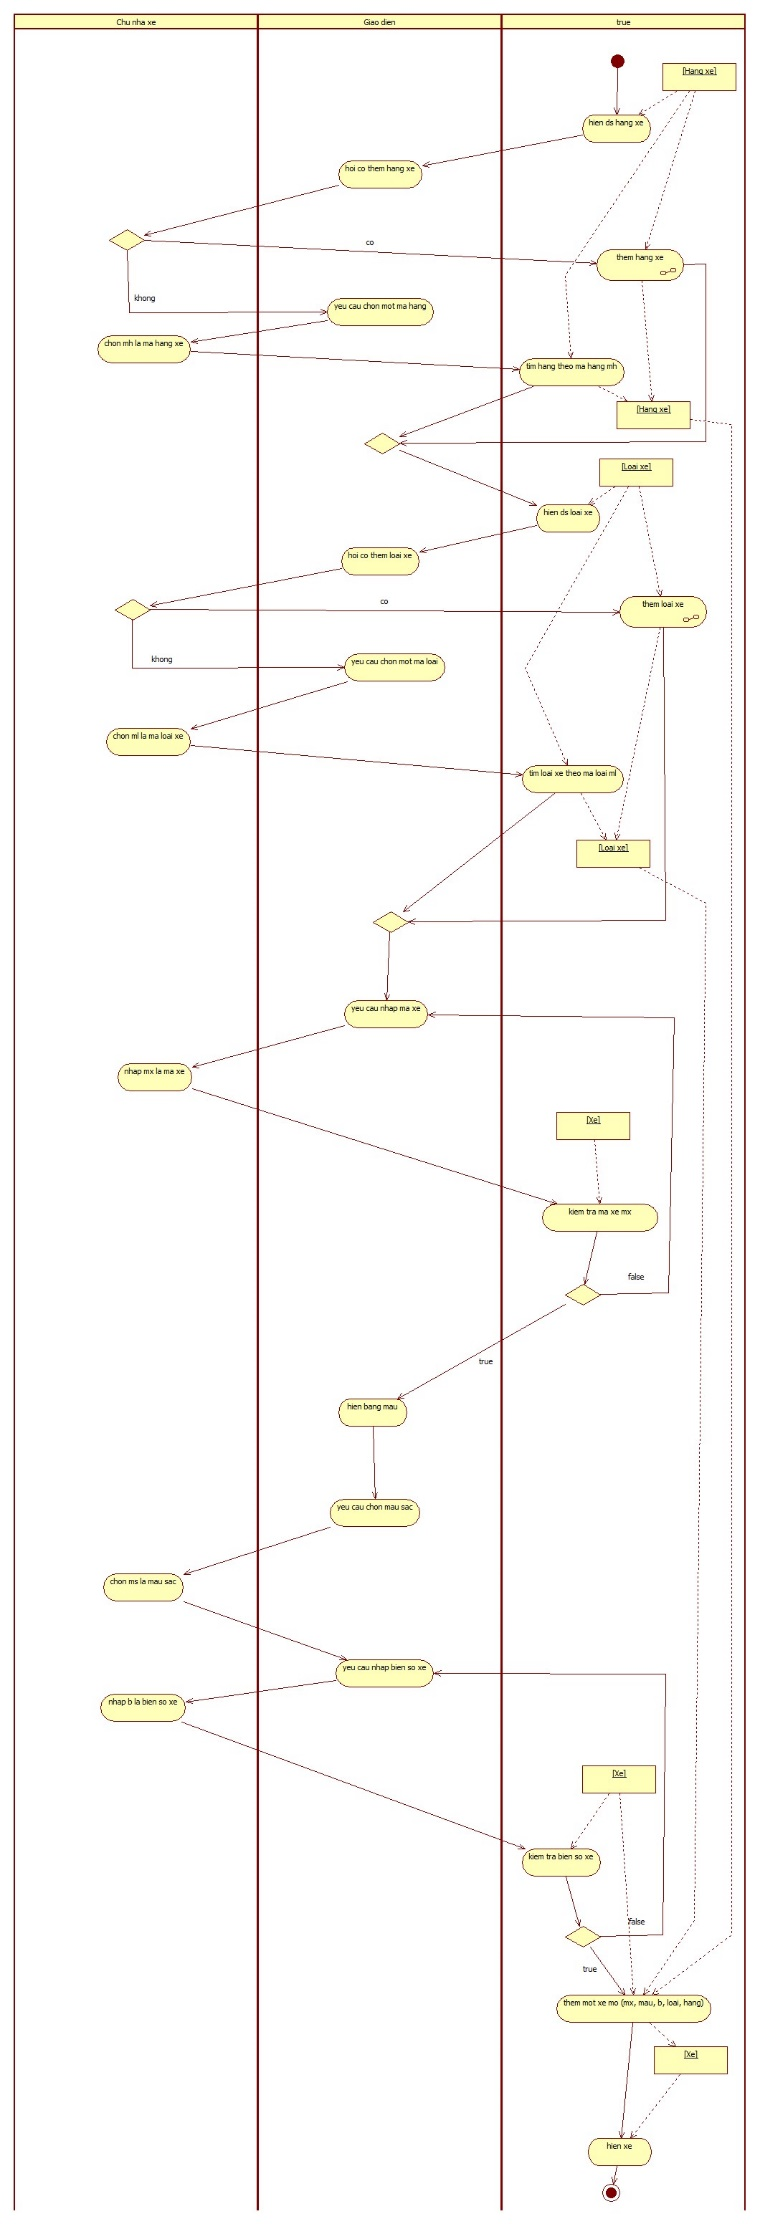 Chu nha xe
Giao dien
true
[Hang xe]
hien ds hang xe
hoi co them hang xe
co
them hang xe
khong
yeu cau chon mot ma hang
chon mh la ma hang xe
tim hang theo ma hang mh
[Hang xe]
[Loai xe]
hien ds loai xe
hoi co them loai xe
co
them loai xe
khong
yeu cau chon mot ma loai
chon ml la ma loai xe
tim loai xe theo ma loai ml
[Loai xe]
yeu cau nhap ma xe
nhap mx la ma xe
[Xe]
kiem tra ma xe mx
false
true
hien bang mau
yeu cau chon mau sac
chon ms la mau sac
yeu cau nhap bien so xe
nhap b la bien so xe
[Xe]
kiem tra bien so xe
false
true
them mot xe mo (mx, mau, b, loai, hang)
[Xe]
hien xe